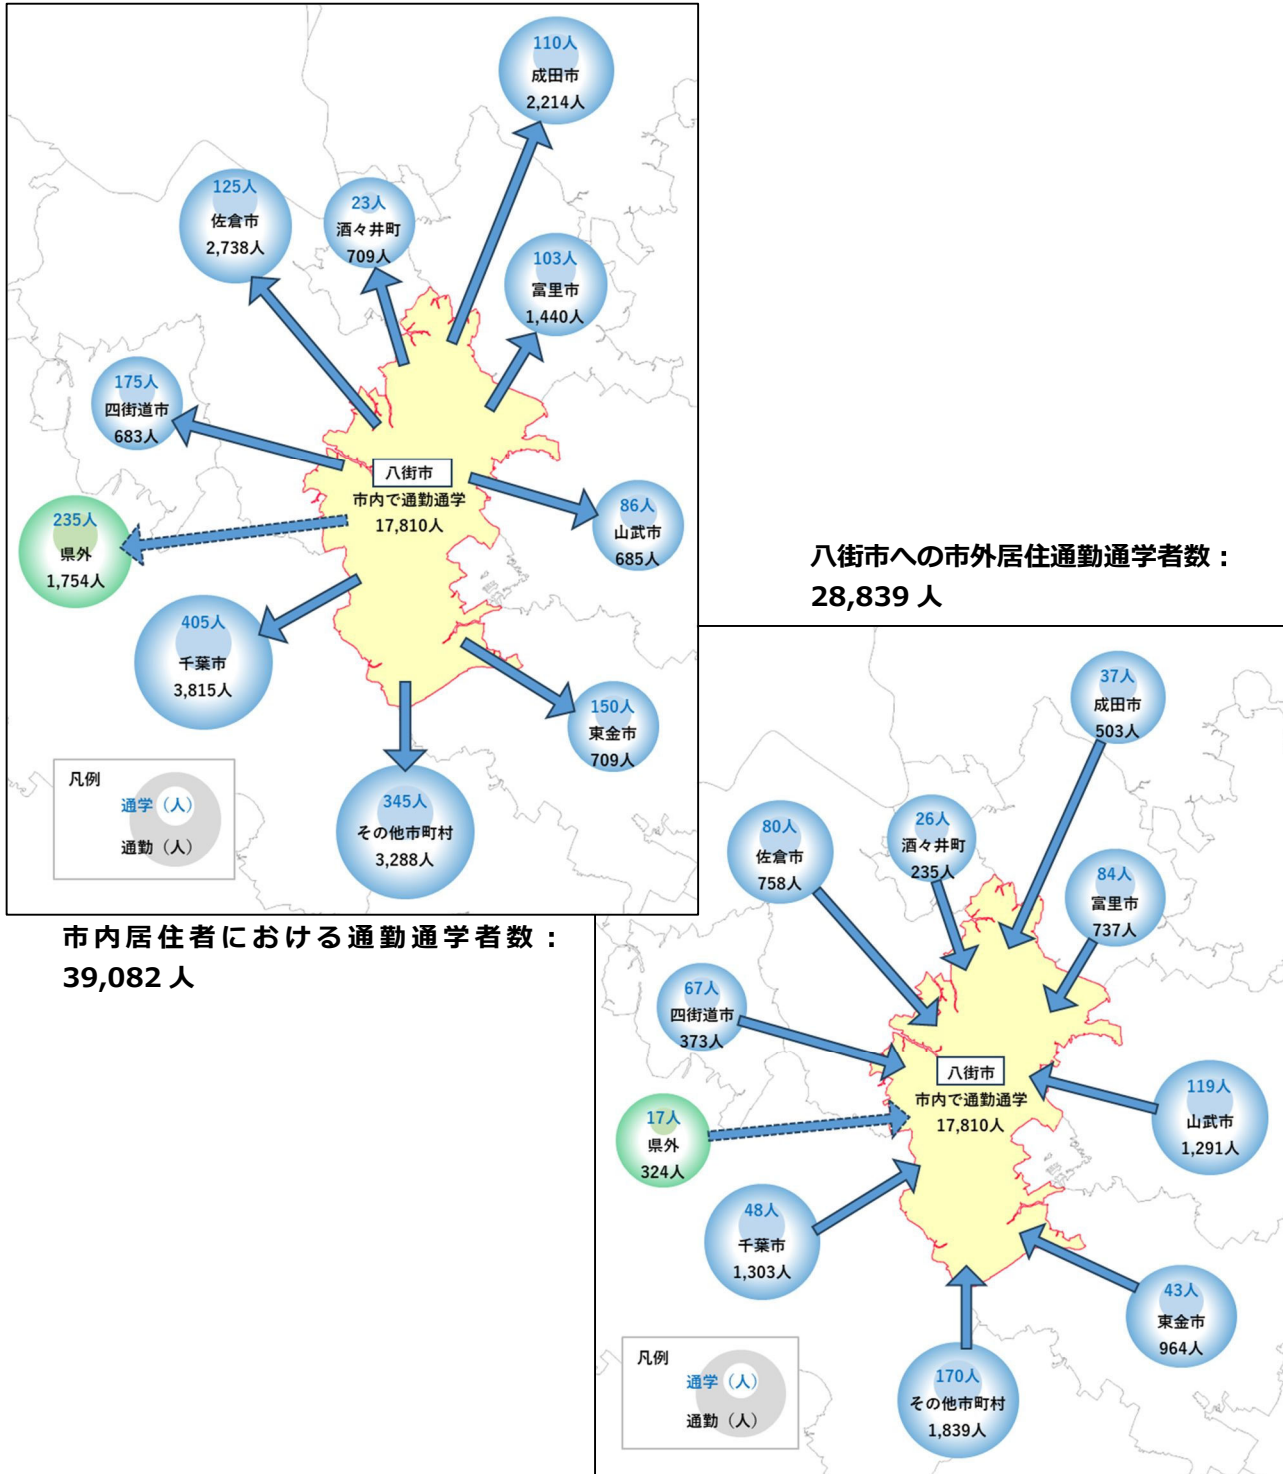 110人
成田市
2,214人
125人
佐倉市
2,738人
23人
酒々井町
709人
103人
富里市
1,440人
175人
四街道市
683人
八街市
市内で通勤通学
17,810人
86人
山武市
685人
235人
県外
1,754人
405人
千葉市
3,815人
150人
東金市
709人
345人
その他市町村
3,288人
凡例
通学（人）
通勤（人）
市内居住者における通勤通学者数：
39,082 人
八街市への市外居住通勤通学者数：
28,839 人
37人
成田市
503人
80人
佐倉市
758人
26人
酒々井町
235人
84人
富里市
737人
67人
四街道市
373人
八街市
市内で通勤通学
17,810人
119人
山武市
1,291人
17人
県外
324人
48人
千葉市
1,303人
43人
東金市
964人
170人
その他市町村
1,839人
凡例
通学（人）
通勤（人）